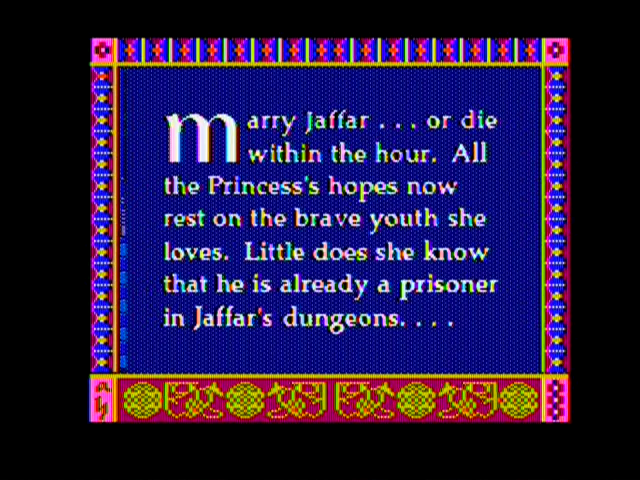 Marry Jaffar . . . or die
within the hour. All
the Princess's hopes now
rest on the brave youth she
loves. Little does she know
that he is already a prisoner
in Jaffar's dungeons. . . .